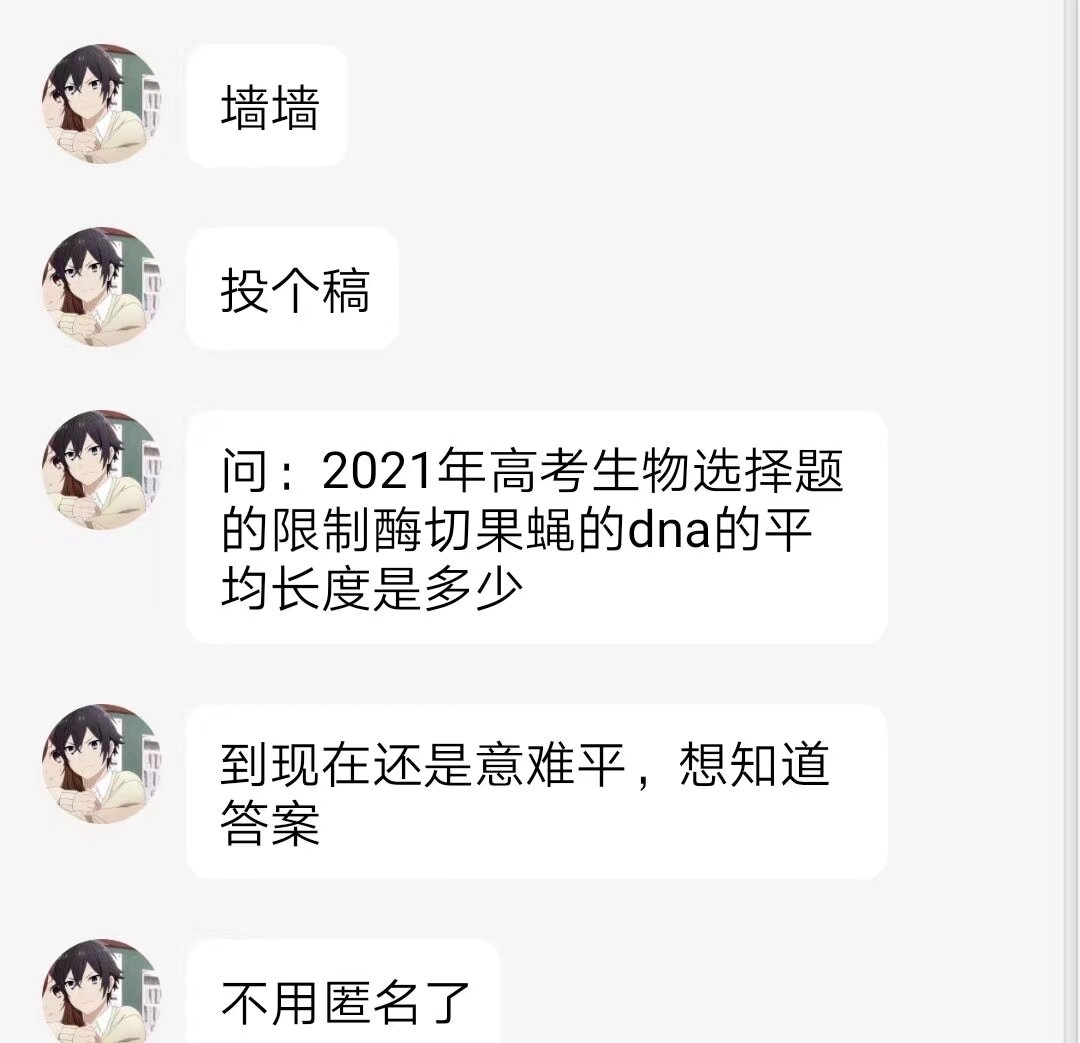 墙墙
投个稿
问：2021年高考生物选择题
的限制酶切果蝇的dna的平
均长度是多少
到现在还是意难平，想知道
答案
不用匿名了